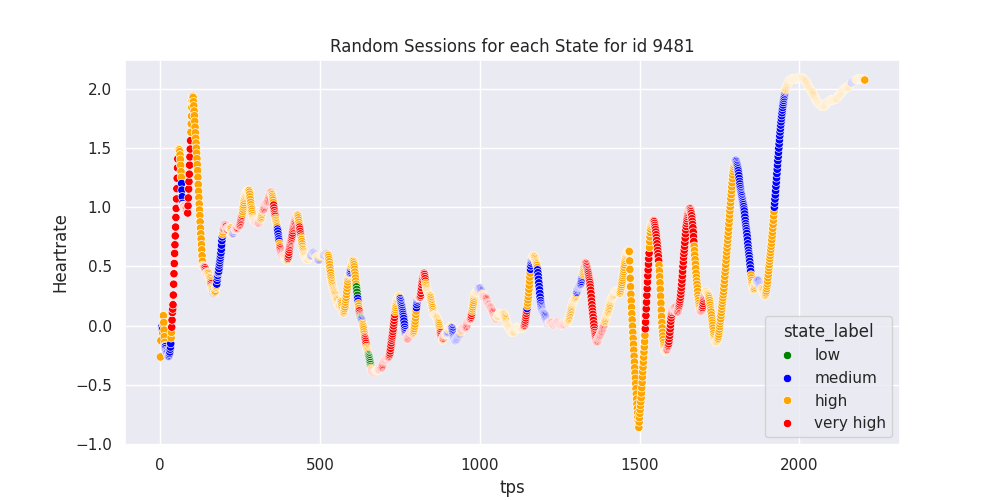 Random Sessions for each State for id 9481
Heartrate
2.0
1.5
1.0
0.5
0.0
−0.5
−1.0
0
500
1000
1500
2000
tps
state_label
low
medium
high
very high